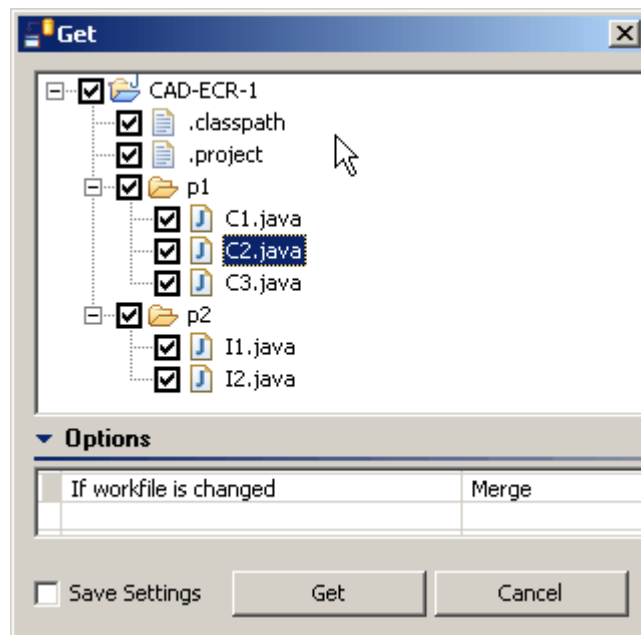 Get
CAD-ECR-1
.classpath
.project
p1
C1.java
C2.java
C3.java
p2
I1.java
I2.java
Options
If workfile is changed Merge
Save Settings Get Cancel